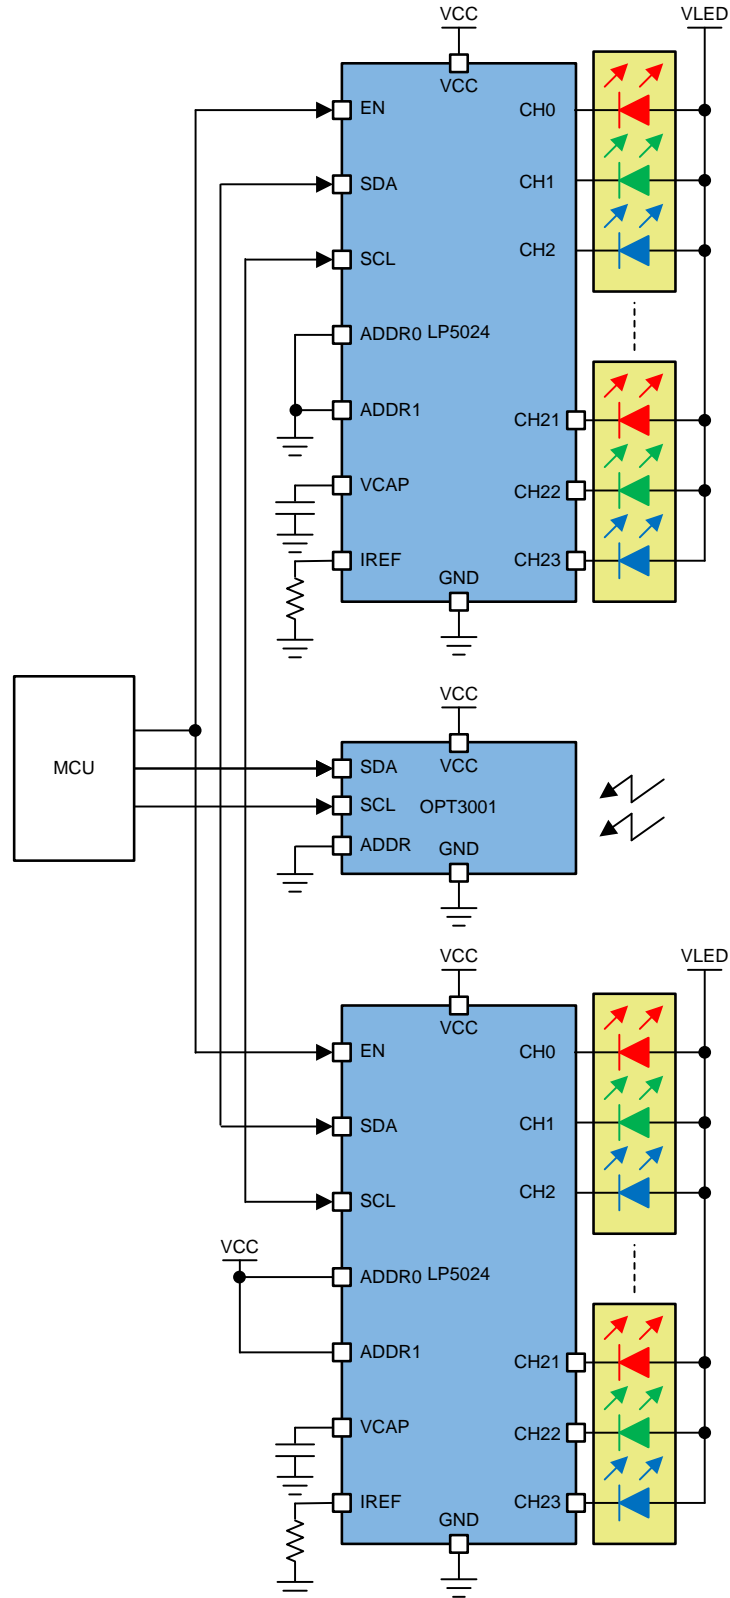 VCC VLED
VCC
EN CH0
SDA CH1
SCL CH2
ADDR0 LP5024
ADDR1 CH21
VCAP CH22
IREF CH23
GND
MCU
VCC
VCC
SDA
SCL OPT3001
ADDR GND
VCC VLED
VCC
EN CH0
SDA CH1
SCL CH2
VCC
ADDR0 LP5024
ADDR1 CH21
VCAP CH22
IREF CH23
GND